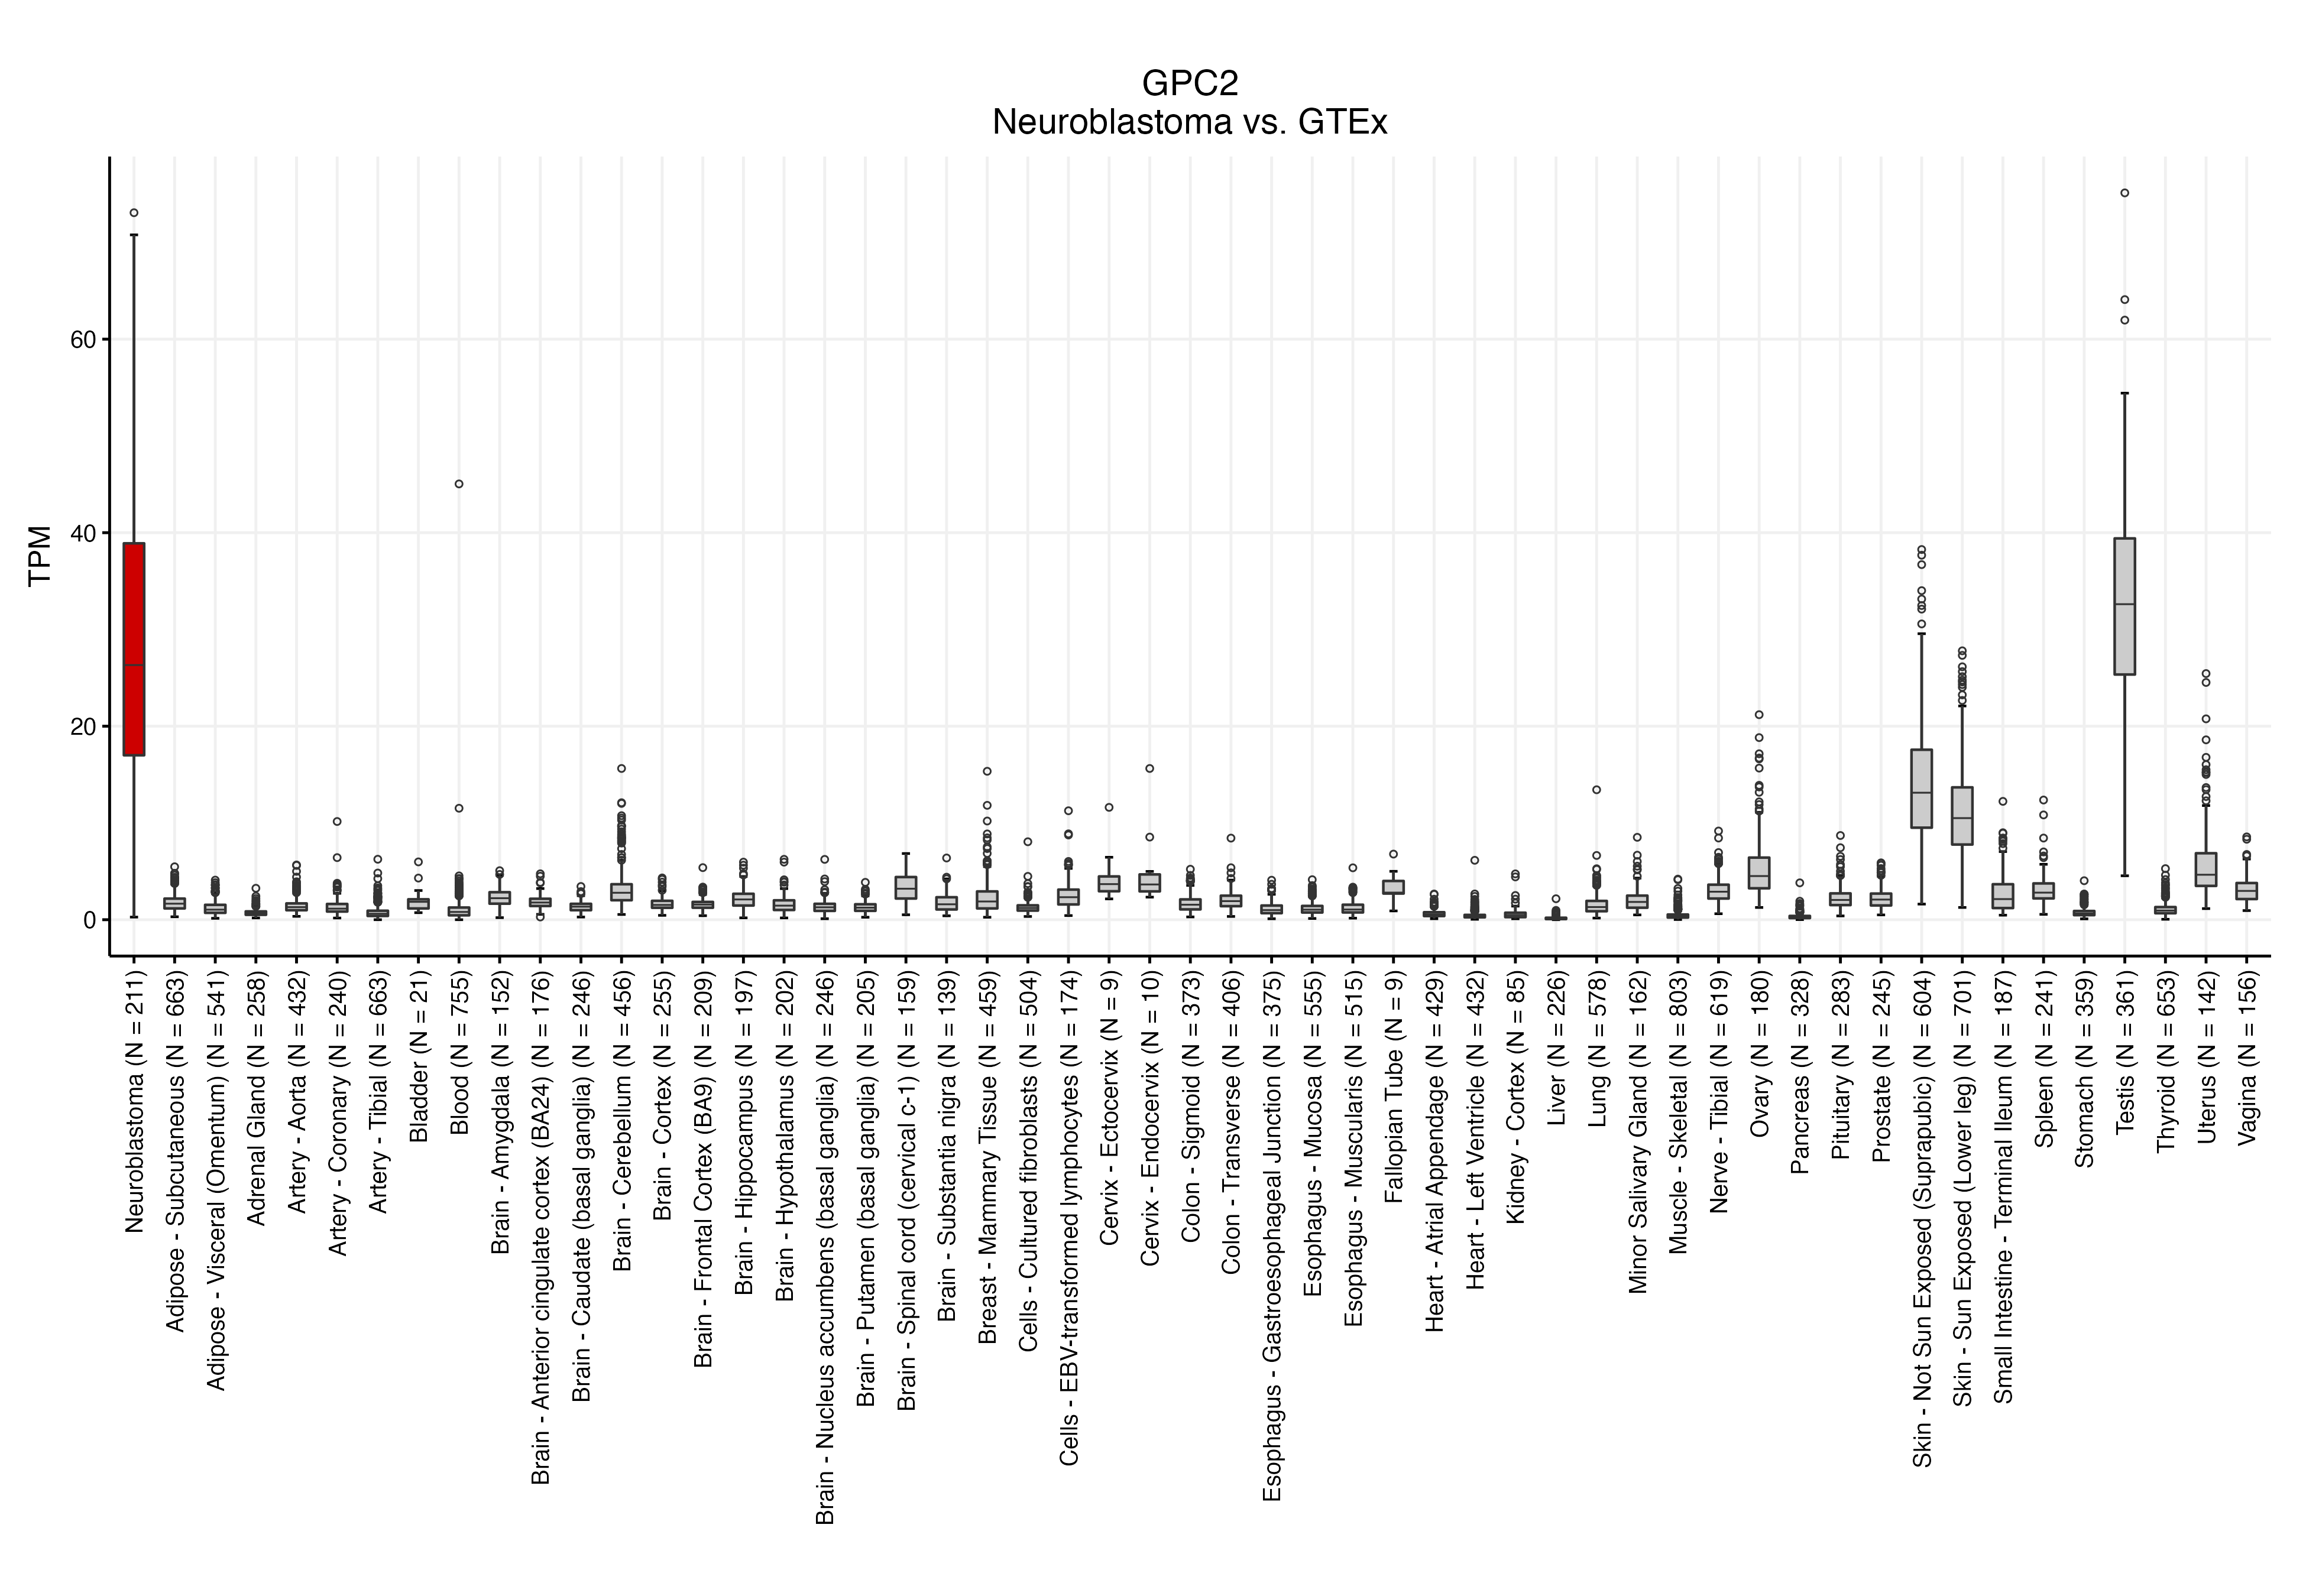 GPC2
Neuroblastoma vs. GTEx
TPM
60
40
20
0
Neuroblastoma (N = 211)
Adipose - Subcutaneous (N = 663)
Adipose - Visceral (Omentum) (N = 541)
Adrenal Gland (N = 258)
Artery - Aorta (N = 432)
Artery - Coronary (N = 240)
Artery - Tibial (N = 663)
Bladder (N = 21)
Blood (N = 755)
Brain - Amygdala (N = 152)
Brain - Anterior cingulate cortex (BA24) (N = 176)
Brain - Caudate (basal ganglia) (N = 246)
Brain - Cerebellum (N = 456)
Brain - Cortex (N = 255)
Brain - Frontal Cortex (BA9) (N = 209)
Brain - Hippocampus (N = 197)
Brain - Hypothalamus (N = 202)
Brain - Nucleus accumbens (basal ganglia) (N = 246)
Brain - Putamen (basal ganglia) (N = 205)
Brain - Spinal cord (cervical c-1) (N = 159)
Brain - Substantia nigra (N = 139)
Breast - Mammary Tissue (N = 459)
Cells - Cultured fibroblasts (N = 504)
Cells - EBV-transformed lymphocytes (N = 174)
Cervix - Ectocervix (N = 9)
Cervix - Endocervix (N = 10)
Colon - Sigmoid (N = 373)
Colon - Transverse (N = 406)
Esophagus - Gastroesophageal Junction (N = 375)
Esophagus - Mucosa (N = 555)
Esophagus - Muscularis (N = 515)
Fallopian Tube (N = 9)
Heart - Atrial Appendage (N = 429)
Heart - Left Ventricle (N = 432)
Kidney - Cortex (N = 85)
Liver (N = 226)
Lung (N = 578)
Minor Salivary Gland (N = 162)
Muscle - Skeletal (N = 803)
Nerve - Tibial (N = 619)
Ovary (N = 180)
Pancreas (N = 328)
Pituitary (N = 283)
Prostate (N = 245)
Skin - Not Sun Exposed (Suprapubic) (N = 604)
Skin - Sun Exposed (Lower leg) (N = 701)
Small Intestine - Terminal Ileum (N = 187)
Spleen (N = 241)
Stomach (N = 359)
Testis (N = 361)
Thyroid (N = 653)
Uterus (N = 142)
Vagina (N = 156)